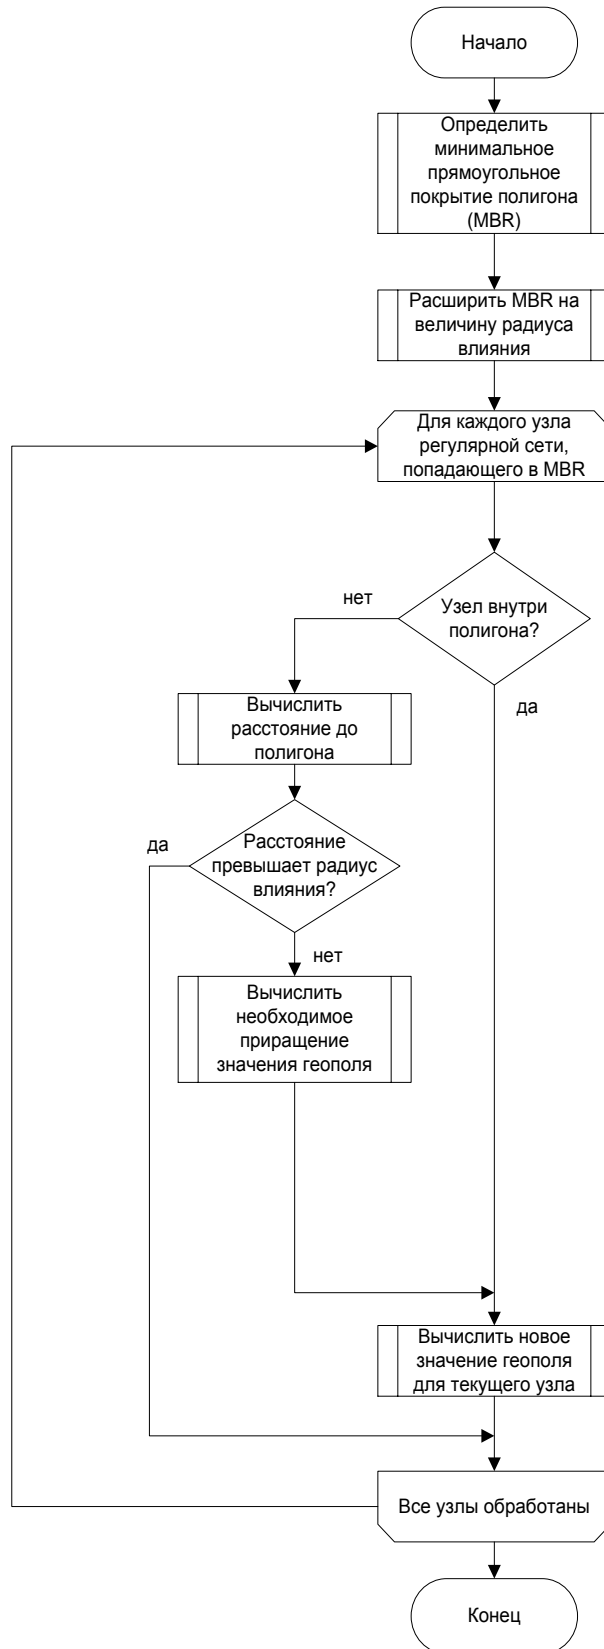 Начало
Определить
минимальное
прямоугольное
покрытие полигона
(MBR)
Расширить MBR на
величину радиуса
влияния
Для каждого узла
регулярной сети,
попадающего в MBR
нет
Узел внутри
полигона?
да
Вычислить
расстояние до
полигона
да
Расстояние
превышает радиус
влияния?
нет
Вычислить
необходимое
приращение
значения геополя
Вычислить новое
значение геополя
для текущего узла
Все узлы обработаны
Конец